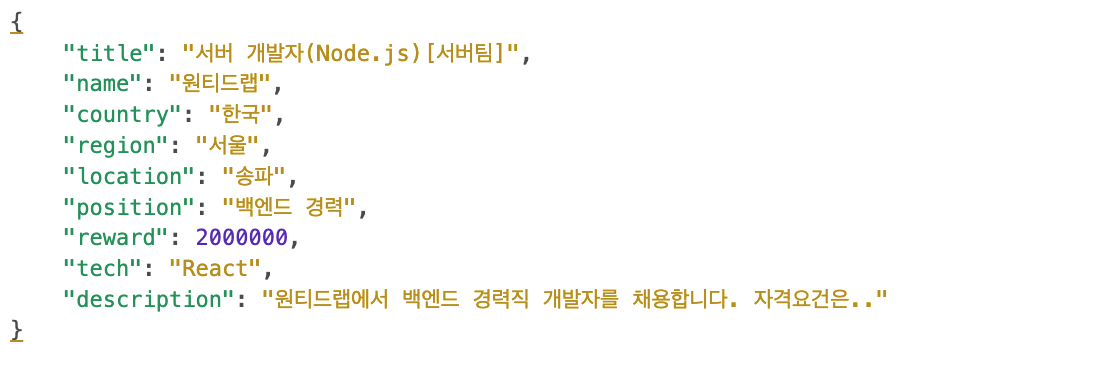 {
    "title": "서버 개발자(Node.js)[서버팀]",
    "name": "원티드랩",
    "country": "한국",
    "region": "서울",
    "location": "송파",
    "position": "백엔드 경력",
    "reward": 2000000,
    "tech": "React",
    "description": "원티드랩에서 백엔드 경력직 개발자를 채용합니다. 자격요건은.."
}